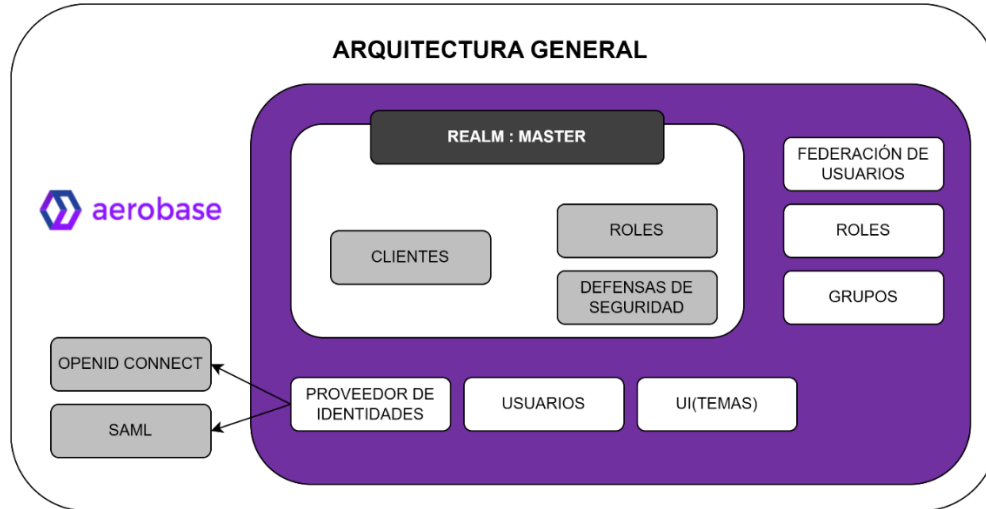 ARQUITECTURA GENERAL
REALM : MASTER
FEDERACIÓN DE
USUARIOS
aerobase
ROLES
ROLES
CLIENTES
DEFENSAS DE
SEGURIDAD
GRUPOS
OPENID CONNECT
PROVEEDOR DE
IDENTIDADES
USUARIOS
UI(TEMAS)
SAML